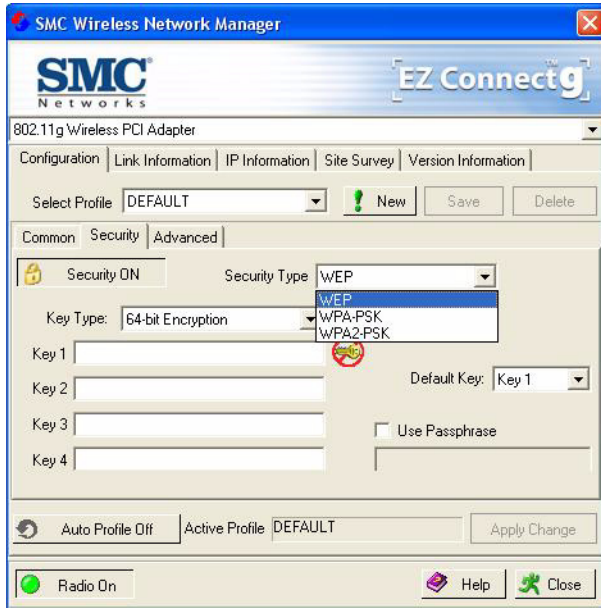 SMC Wireless Network Manager
SMC®
Networks
EZ Connect™ g
802.11g Wireless PCI Adapter
Configuration Link Information IP Information Site Survey Version Information
Select Profile DEFAULT New Save Delete
Common Security Advanced
Security ON Security Type WEP
WEP
Key Type: 64-bit Encryption WPA-PSK
WPA2-PSK
Key 1
Default Key: Key 1
Key 2
Key 3 Use Passphrase
Key 4
Auto Profile Off Active Profile DEFAULT Apply Change
Radio On Help Close